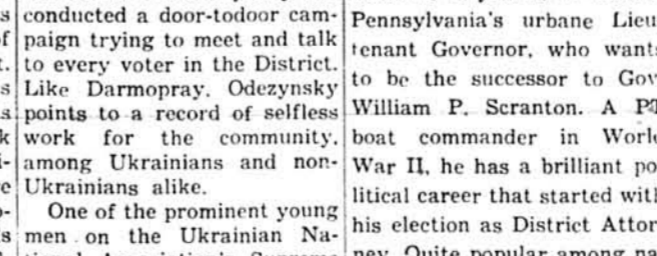 conducted a door-todoor cam-
paign trying to meet and talk
to every voter in the District.
Like Darmopray, Odezynsky
points to a record of selfless
work for the community,
among Ukrainians and non-
Ukrainians alike.
One of the prominent young
men on the Ukrainian Na-
Pennsylvania's urbane Lieu
tenant Governor, who want
to be the successor to Gov
William P. Scranton. A PT
boat commander in World
War II, he has a brilliant po
litical career that started with
his election as District Attor
ney. Quite popular among na